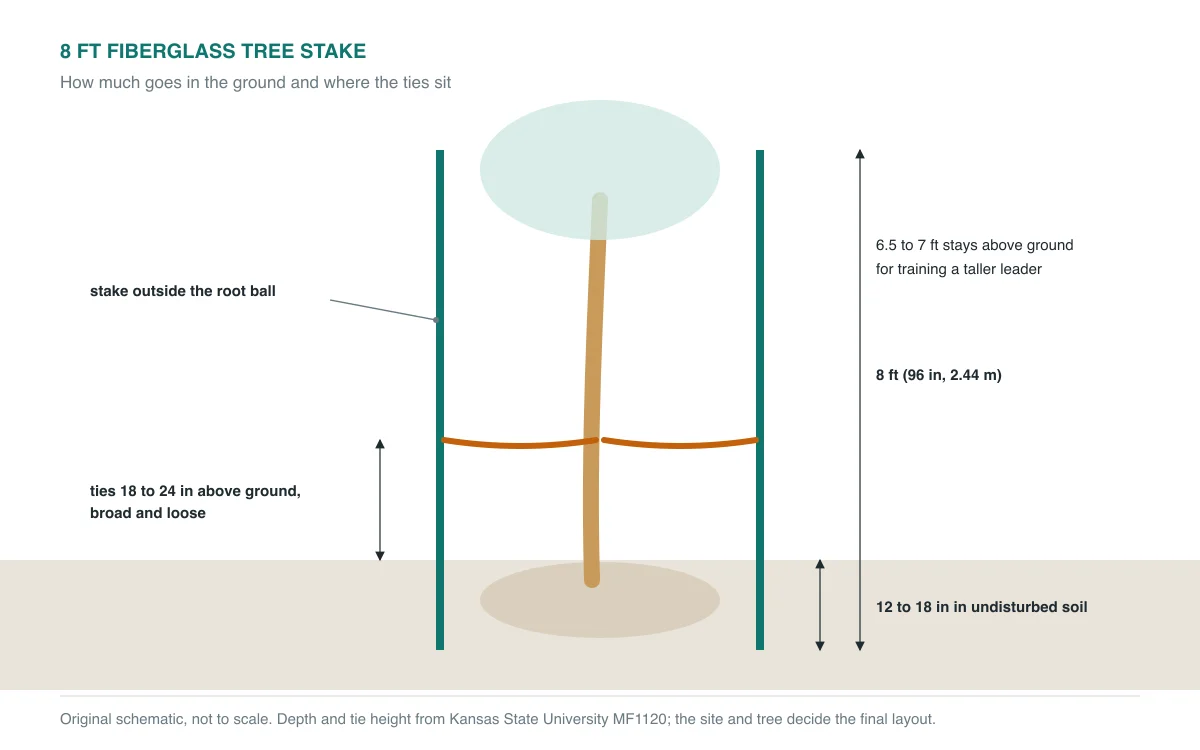 8 FT FIBERGLASS TREE STAKE
How much goes in the ground and where the ties sit
6.5 to 7 ft stays above ground
for training a taller leader
stake outside the root ball
8 ft (96 in, 2.44 m)
ties 18 to 24 in above ground,
broad and loose
12 to 18 in in undisturbed soil
Original schematic, not to scale. Depth and tie height from Kansas State University MF1120; the site and tree decide the final layout.